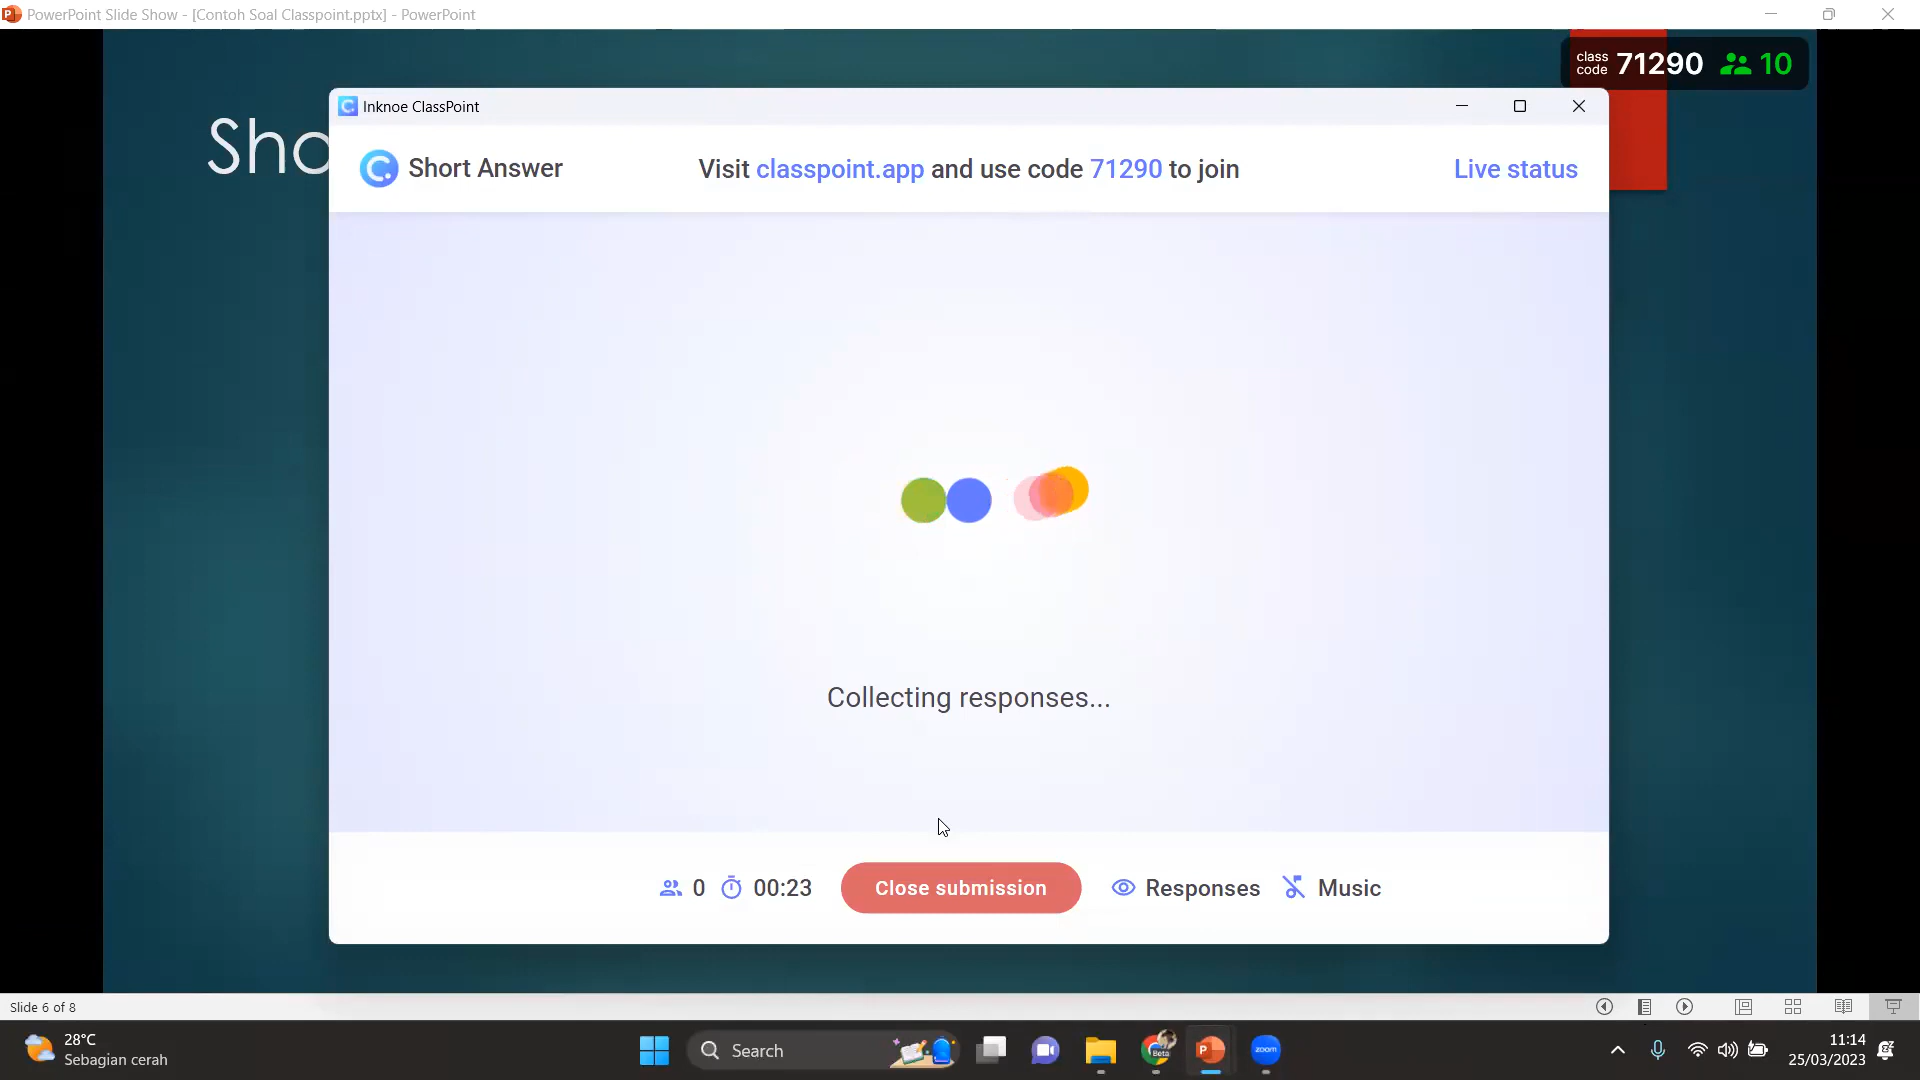 PowerPoint Slide Show - [Contoh Soal Classpoint.pptx] - PowerPoint
class code 71290 10
Sho
Inknoe ClassPoint
Short Answer
Visit classpoint.app and use code 71290 to join
Live status
Collecting responses...
0 00:23 Close submission Responses Music
Slide 6 of 8
28°C
Sebagian cerah
Search
Beta
zoom
11:14
25/03/2023